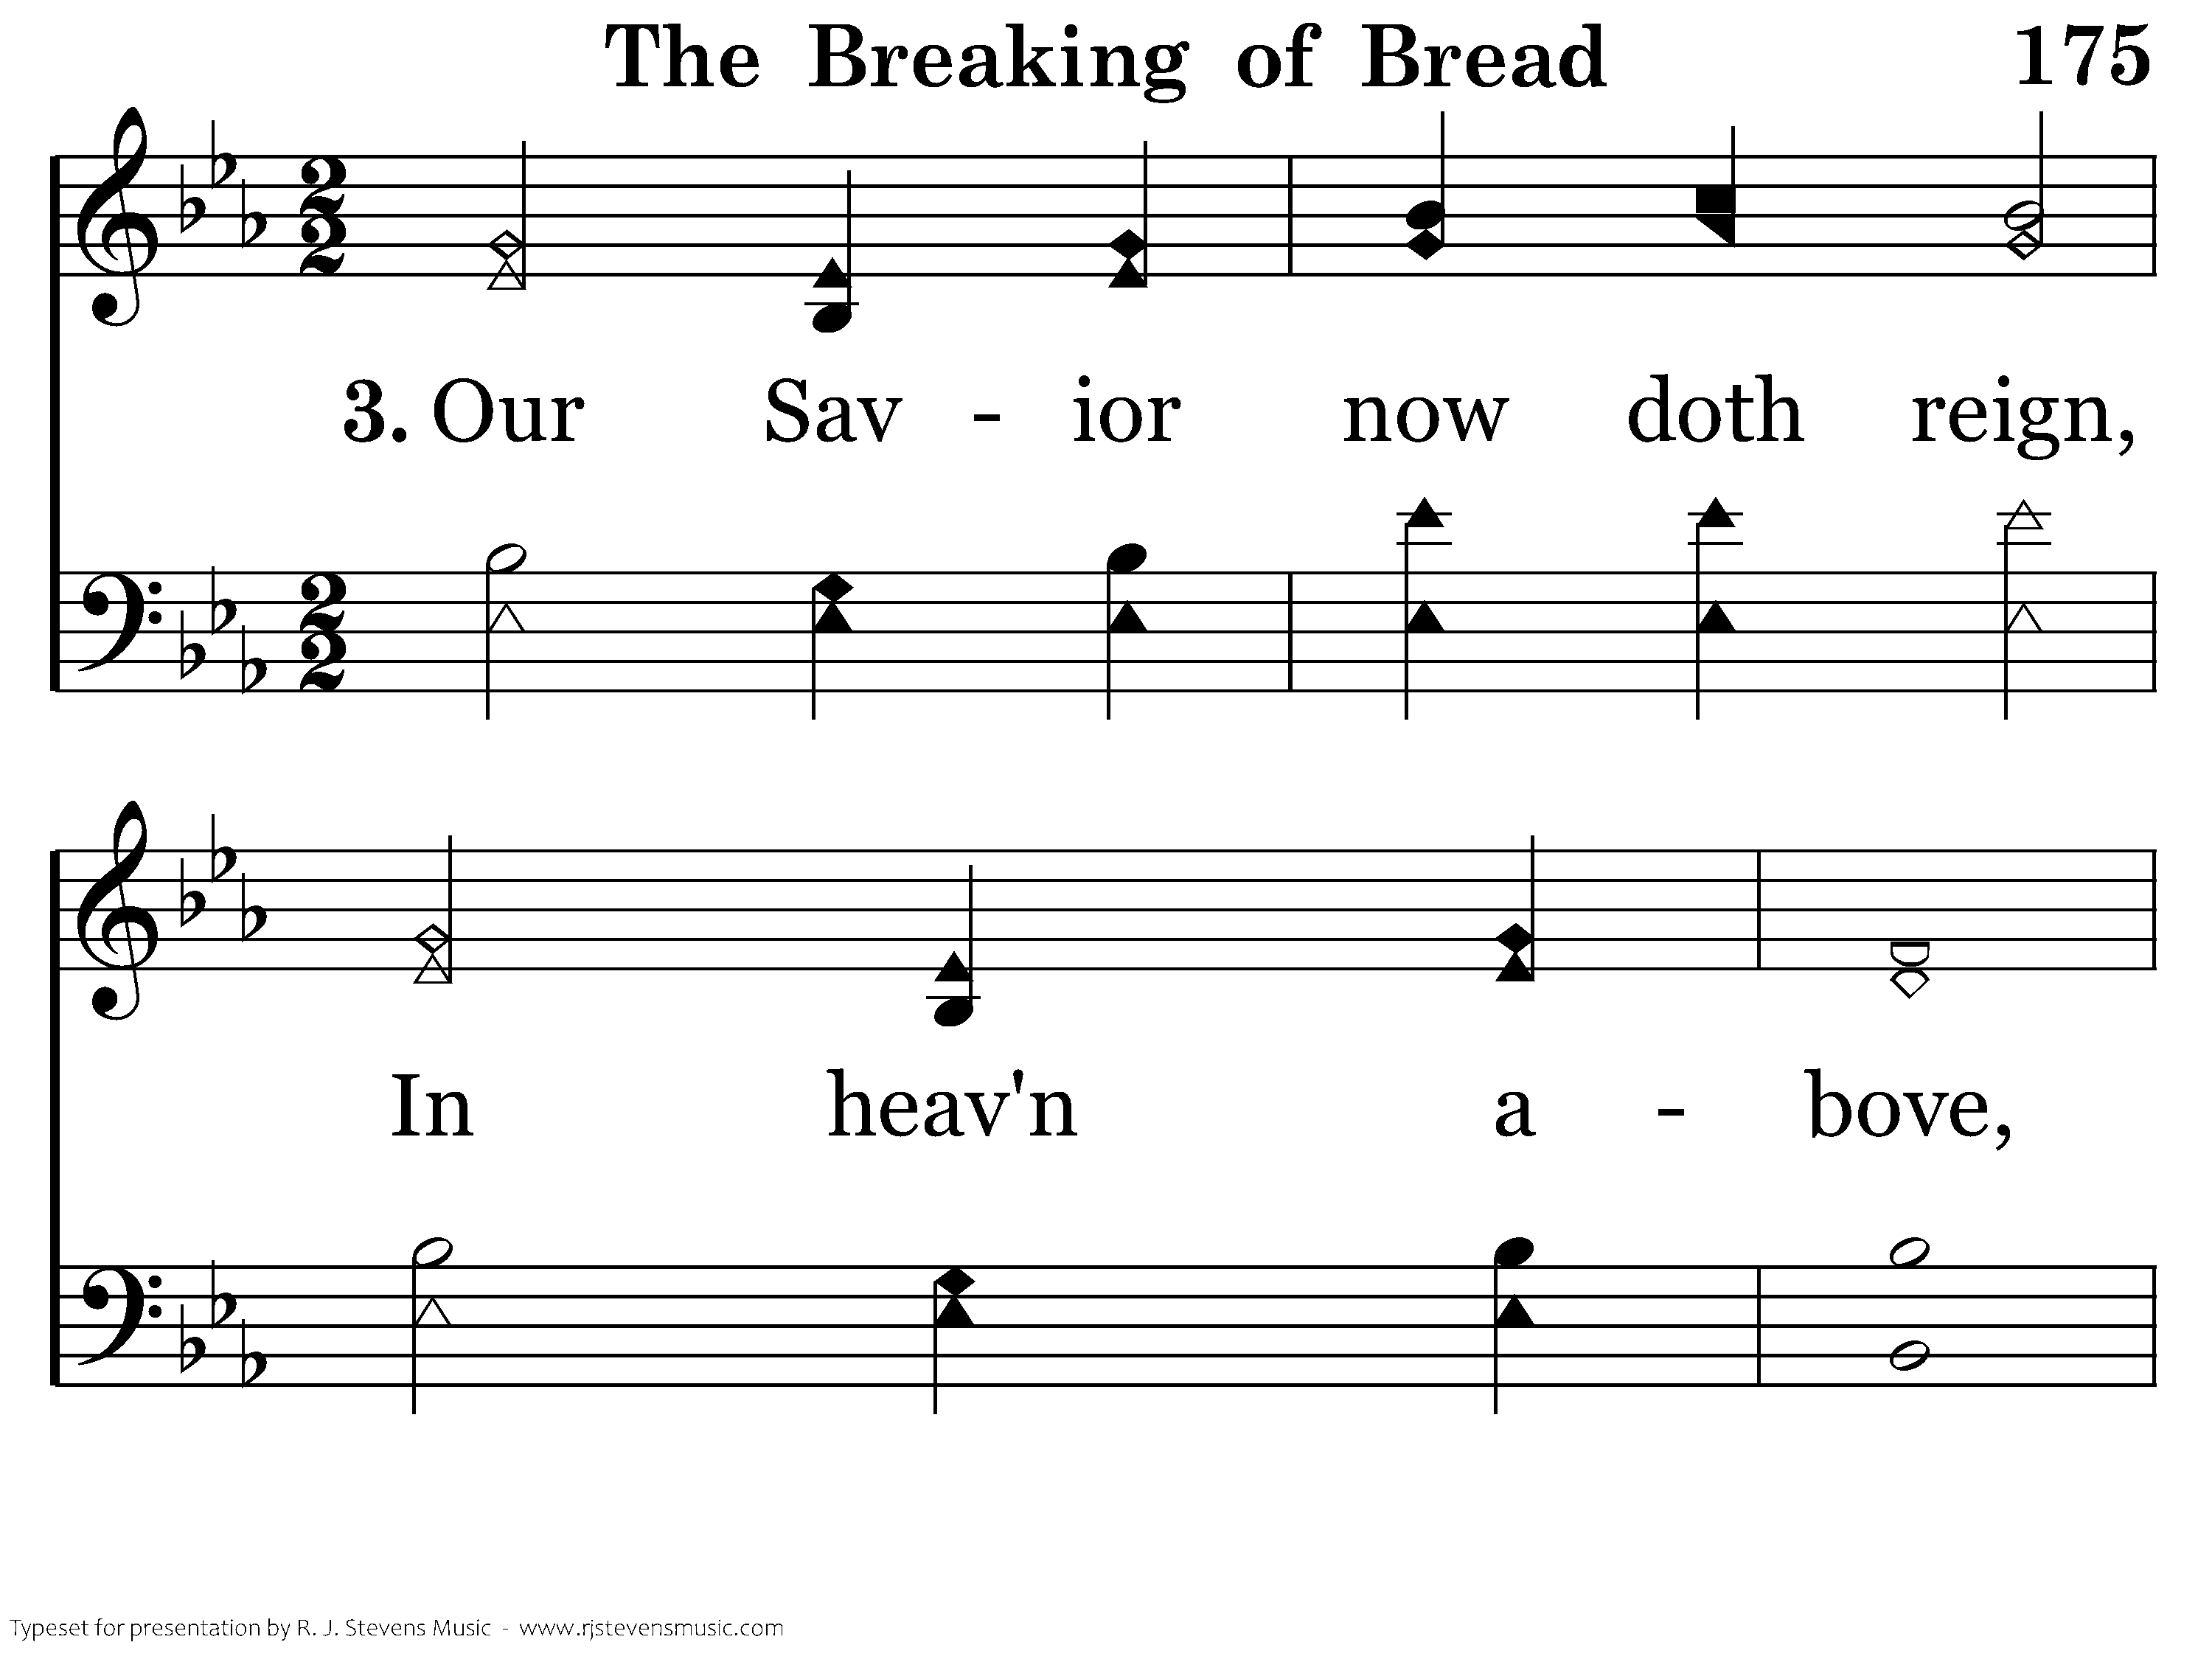 The Breaking of Bread 175
3. Our Sav - ior now doth reign,
In heav'n a - bove,
Typeset for presentation by R. J. Stevens Music - www.rjstevensmusic.com